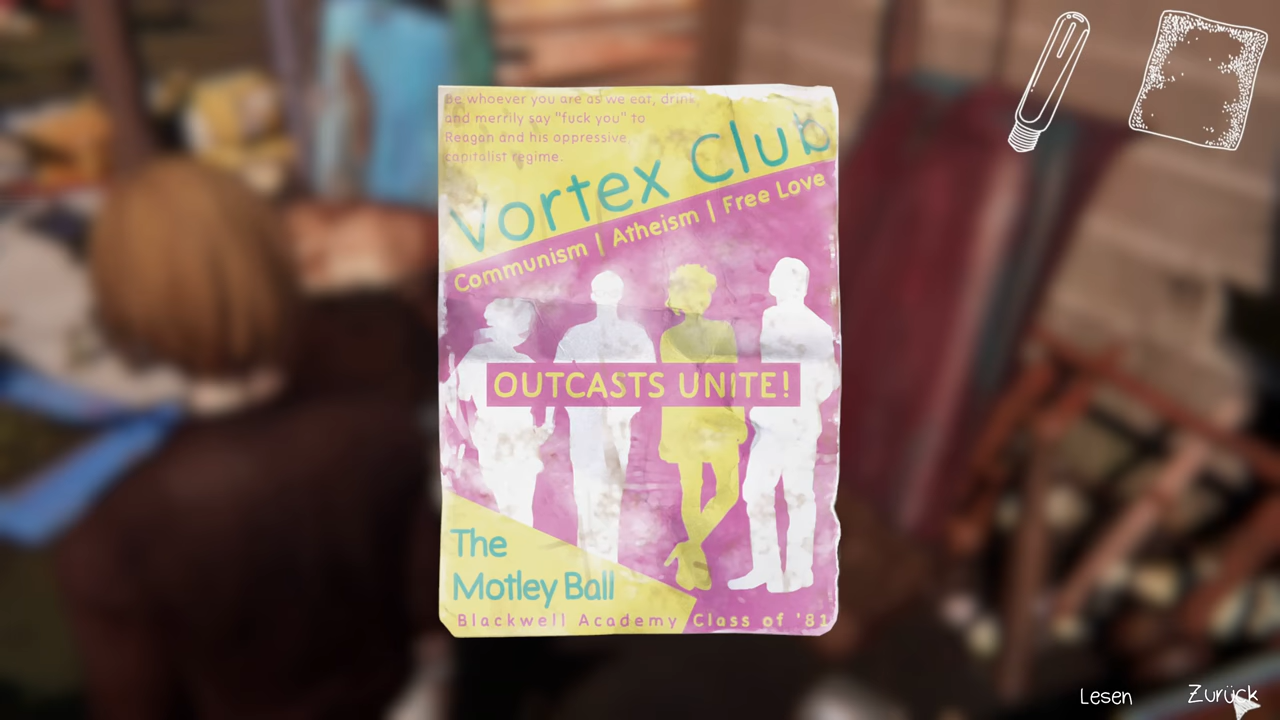 Be whoever you are as we eat, drink,
and merrily say "fuck you" to
Reagan and his oppressive
capitalist regime.
Vortex Club
Communism | Atheism | Free Love
OUTCASTS UNITE!
The
Motley Ball
Blackwell Academy Class of '81
Lesen
Zurück